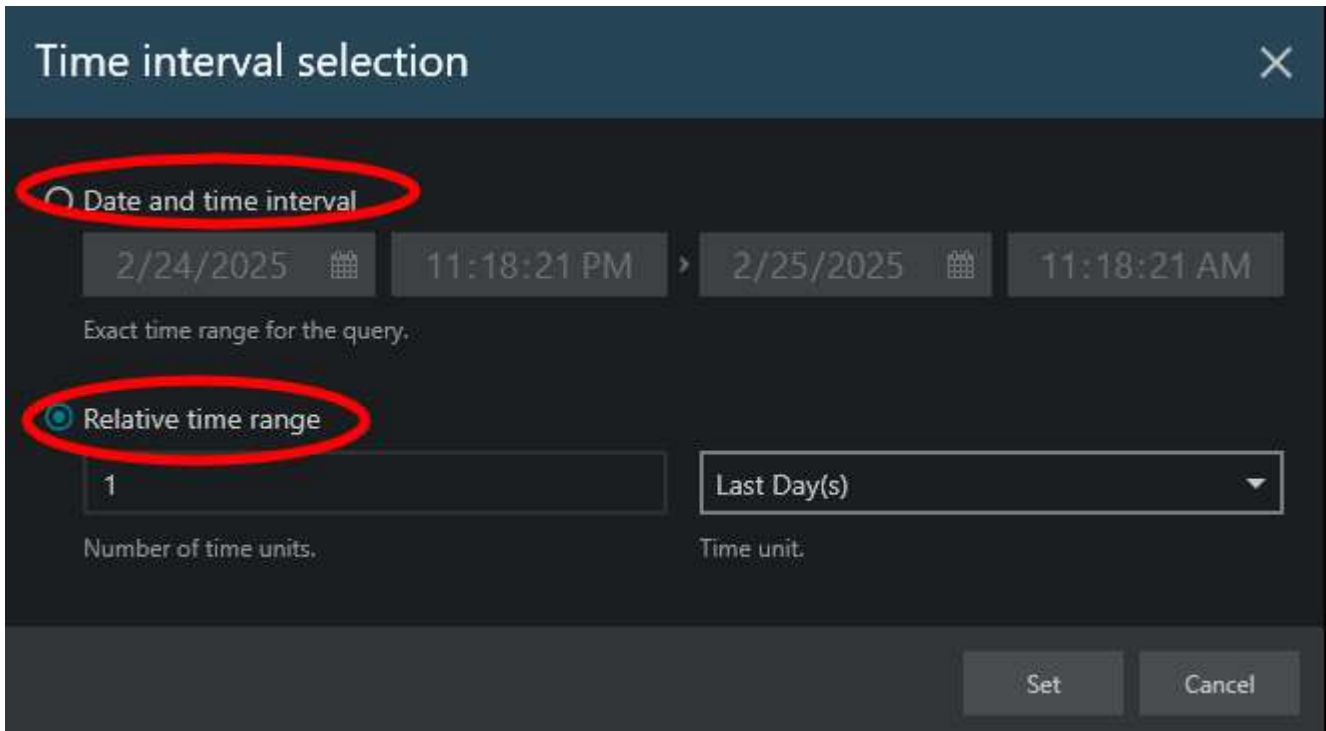 Time interval selection
Date and time interval
2/24/2025 11:18:21 PM › 2/25/2025 11:18:21 AM
Exact time range for the query.
Relative time range
1 Last Day(s)
Number of time units. Time unit.
Set Cancel